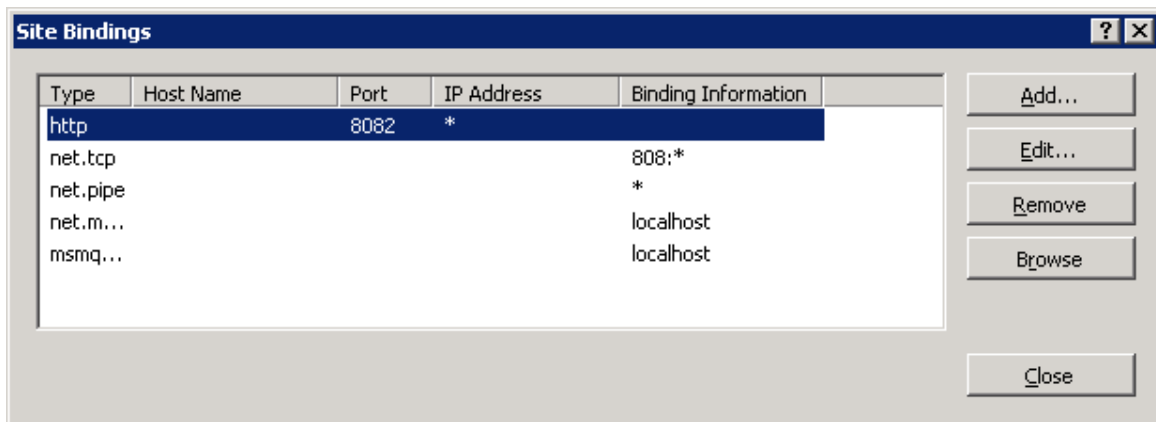 Site Bindings
Type Host Name Port IP Address Binding Information
http 8082 *
net.tcp 808:*
net.pipe *
net.m... localhost
msmq... localhost
Add...
Edit...
Remove
Browse
Close